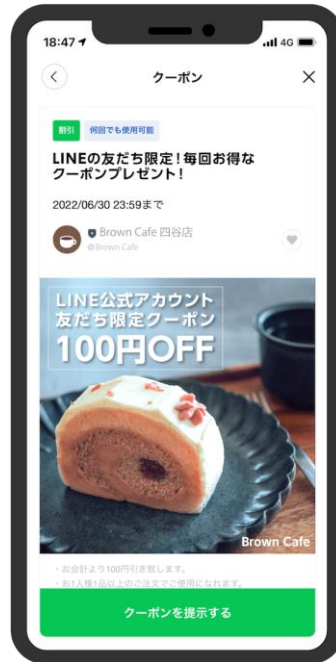 18:47
4G
クーポン
割引 何回でも使用可能
LINEの友だち限定!毎回お得な
クーポンプレゼント!
2022/06/30 23:59まで
Brown Cafe 四谷店
@Brown Cafe
LINE公式アカウント
友だち限定クーポン
100円OFF
Brown Cafe
・お会計より100円引き致します。
・お1人様1品以上のご注文でご使用になれます。
クーポンを提示する